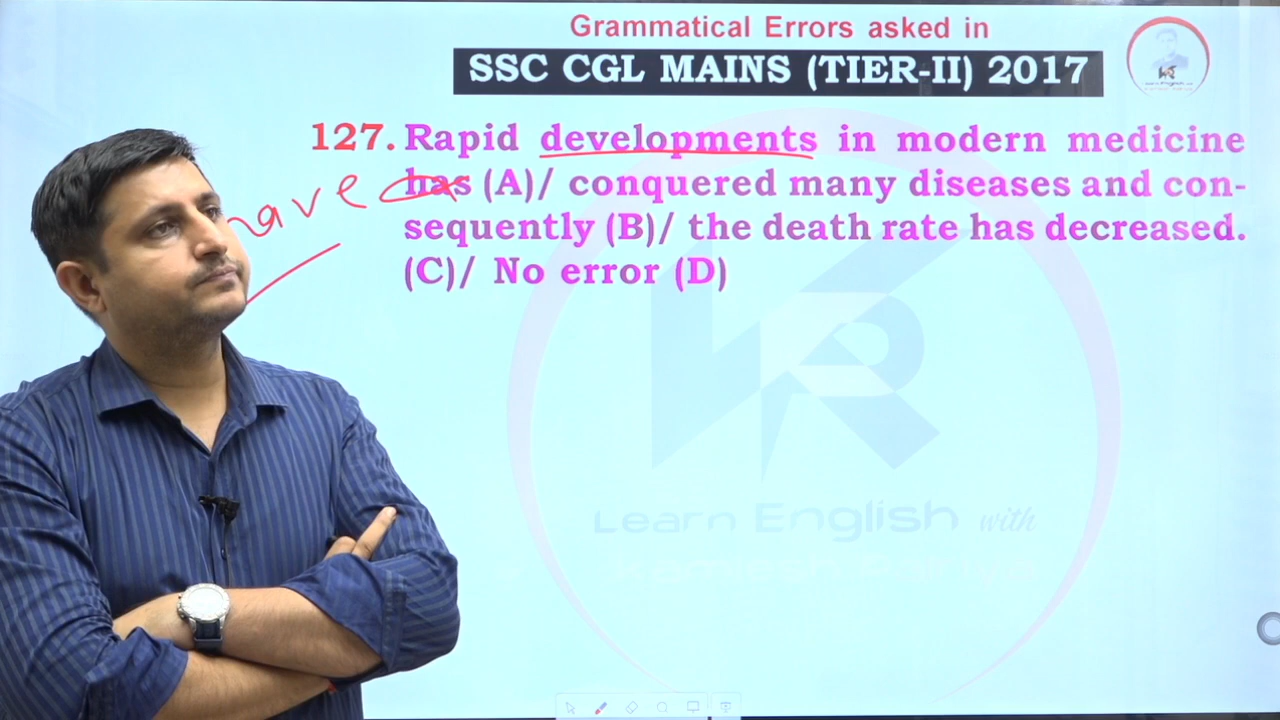 Grammatical Errors asked in
SSC CGL MAINS (TIER-II) 2017
127. Rapid developments in modern medicine
has (A)/ conquered many diseases and con-
have
sequently (B)/ the death rate has decreased.
(C)/ No error (D)
Learn English with